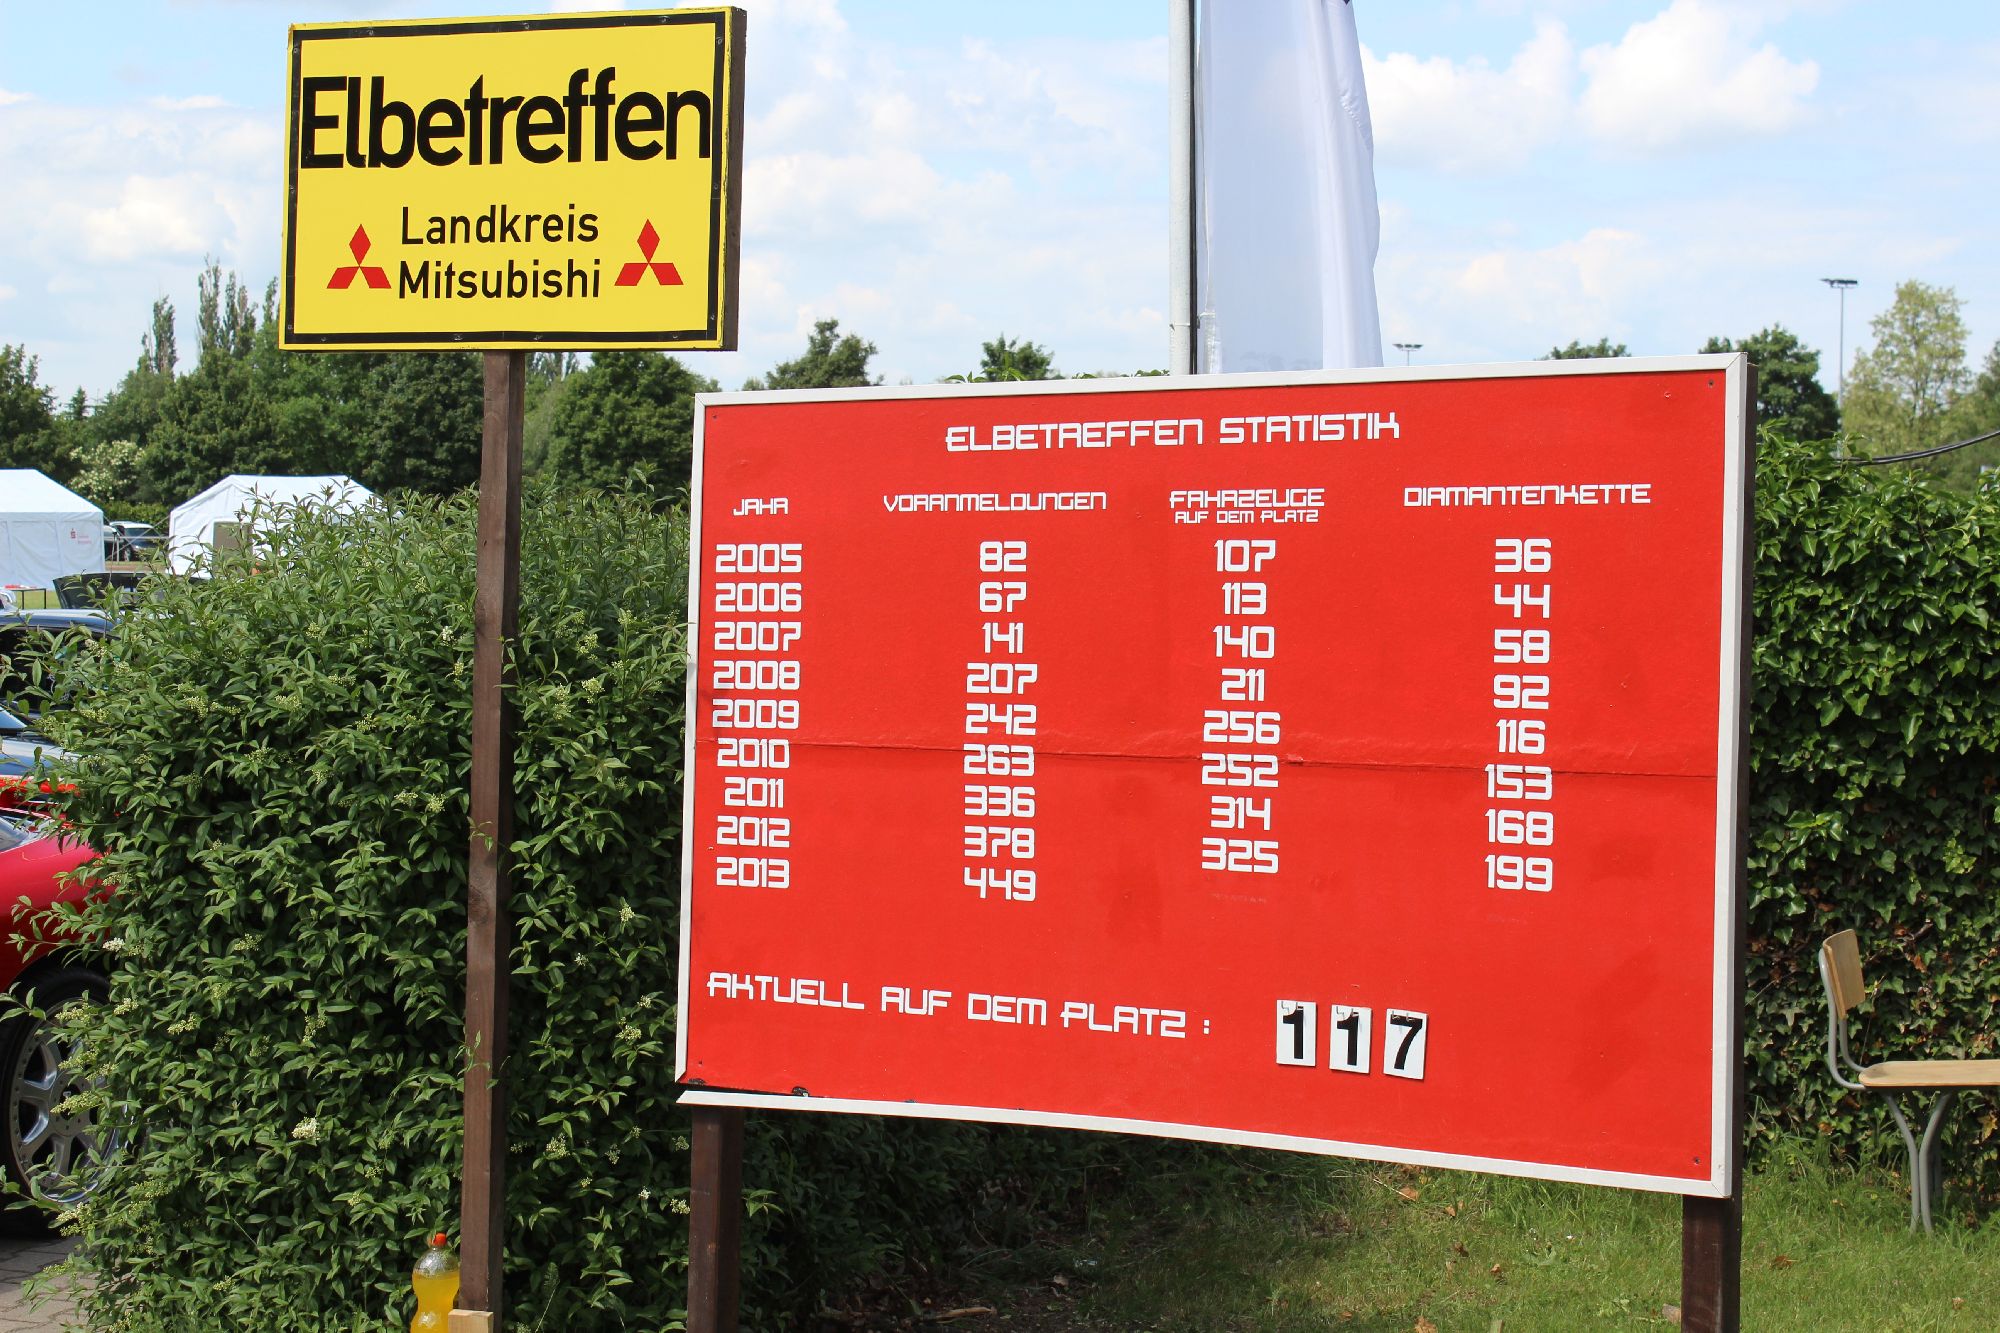 Elbetreffen
Landkreis
Mitsubishi
ELBETREFFEN STATISTIK
JAHR VORANMELDUNGEN FAHRZEUGE DIAMANTENKETTE
AUF DEM PLATZ
2005 82 107 36
2006 67 113 44
2007 141 140 58
2008 207 211 92
2009 242 256 116
2010 263 252 153
2011 336 314 168
2012 378 325 199
2013 449
AKTUELL AUF DEM PLATZ : 117